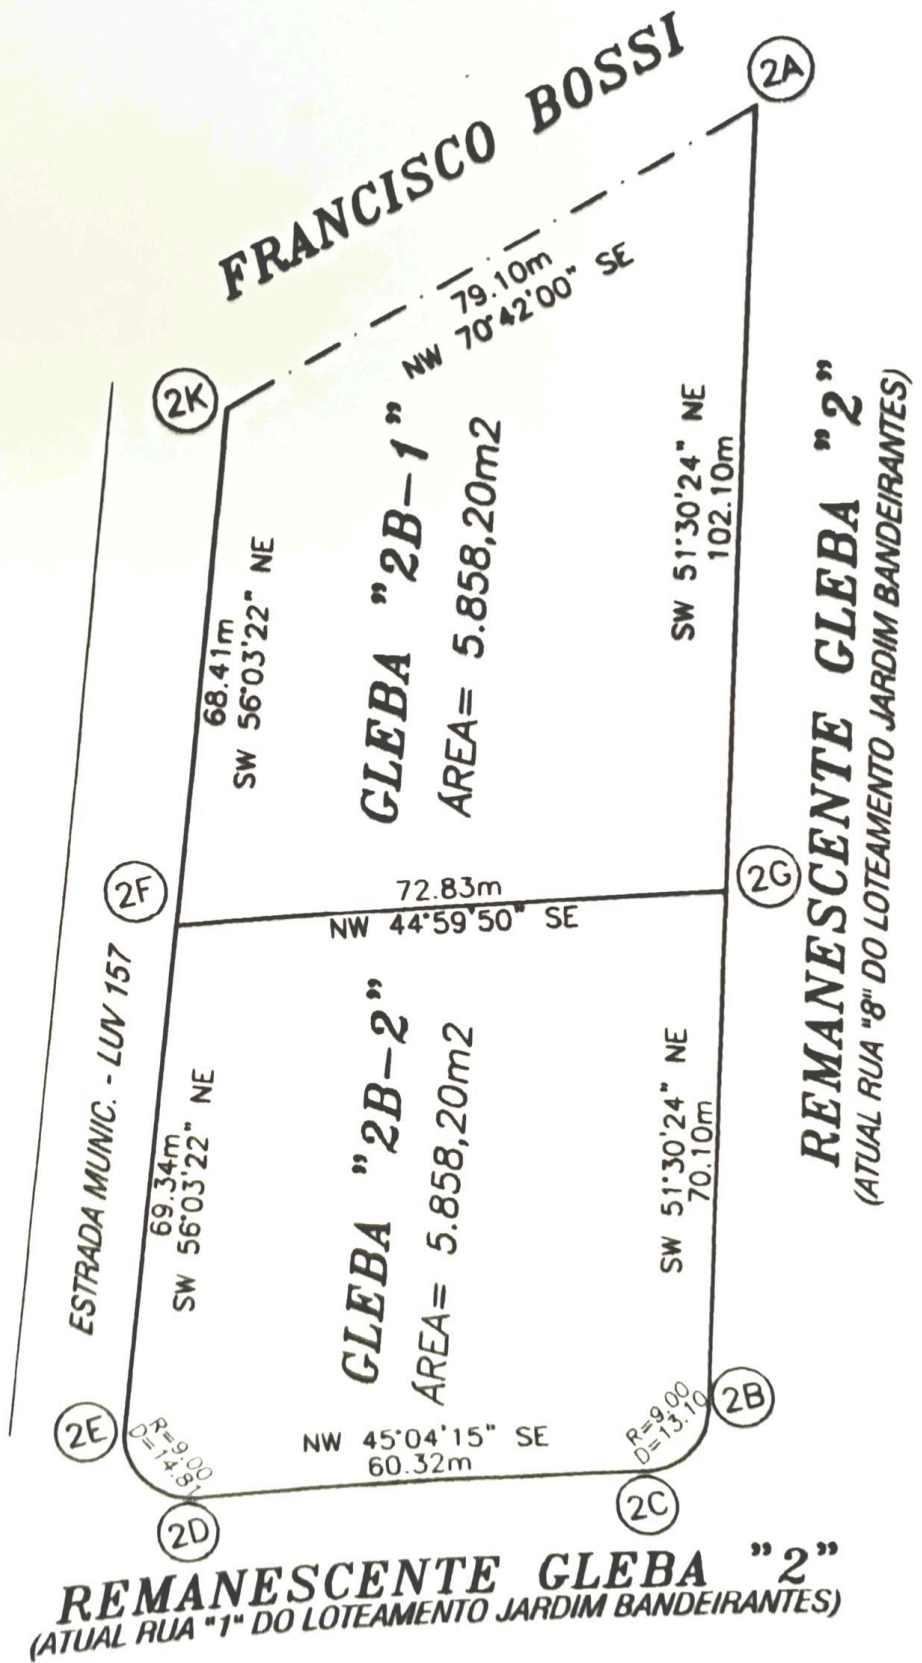 FRANCISCO BOSSI
2A
79.10m
NW 70°42'00" SE
2K
GLEBA "2B-1"
ÁREA= 5.858,20m2
68.41m
SW 56°03'22" NE
SW 51°30'24" NE
102.10m
REMANESCENTE GLEBA "2"
(ATUAL RUA "8" DO LOTEAMENTO JARDIM BANDEIRANTES)
2F
72.83m
NW 44°59'50" SE
2G
ESTRADA MUNIC. - LUV 157
GLEBA "2B-2"
ÁREA= 5.858,20m2
69.34m
SW 56°03'22" NE
SW 51°30'24" NE
70.10m
2E
R=9.00
D=14.81
NW 45°04'15" SE
60.32m
R=9.00
D=13.10
2B
2D
2C
REMANESCENTE GLEBA "2"
(ATUAL RUA "1" DO LOTEAMENTO JARDIM BANDEIRANTES)